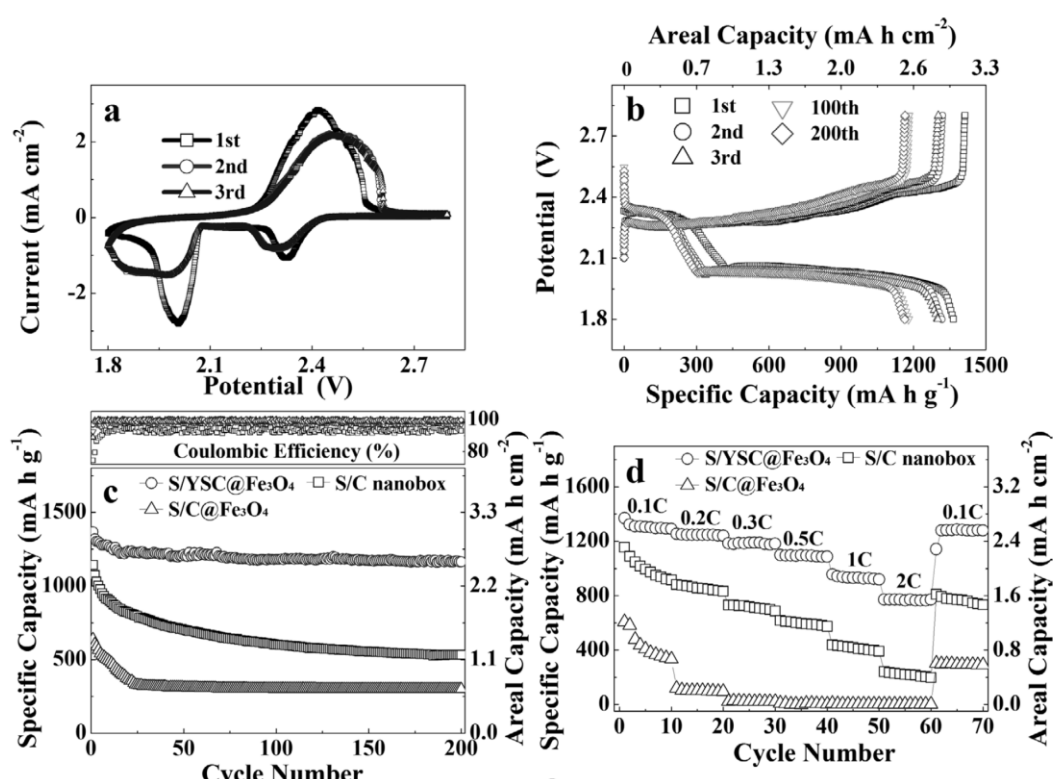 a
1st
2nd
3rd
2
0
-2
1.8 2.1 2.4 2.7
Potential (V)
Current (mA cm⁻²)
Areal Capacity (mA h cm⁻²)
0 0.7 1.3 2.0 2.6 3.3
b
1st 100th
2nd 200th
3rd
2.7
2.4
2.1
1.8
0 300 600 900 1200 1500
Specific Capacity (mA h g⁻¹)
Potential (V)
100
80
Coulombic Efficiency (%)
c
S/YSC@Fe₃O₄ S/C nanobox
S/C@Fe₃O₄
1500
1000
500
0
3.3
2.2
1.1
0.0
0 50 100 150 200
Cycle Number
Specific Capacity (mA h g⁻¹)
Areal Capacity (mA h cm⁻²)
d
S/YSC@Fe₃O₄ S/C nanobox
S/C@Fe₃O₄
0.1C 0.2C 0.3C 0.5C 1C 2C 0.1C
1600
1200
800
400
0
3.2
2.4
1.6
0.8
0.0
0 10 20 30 40 50 60 70
Cycle Number
Specific Capacity (mA h g⁻¹)
Areal Capacity (mA h cm⁻²)